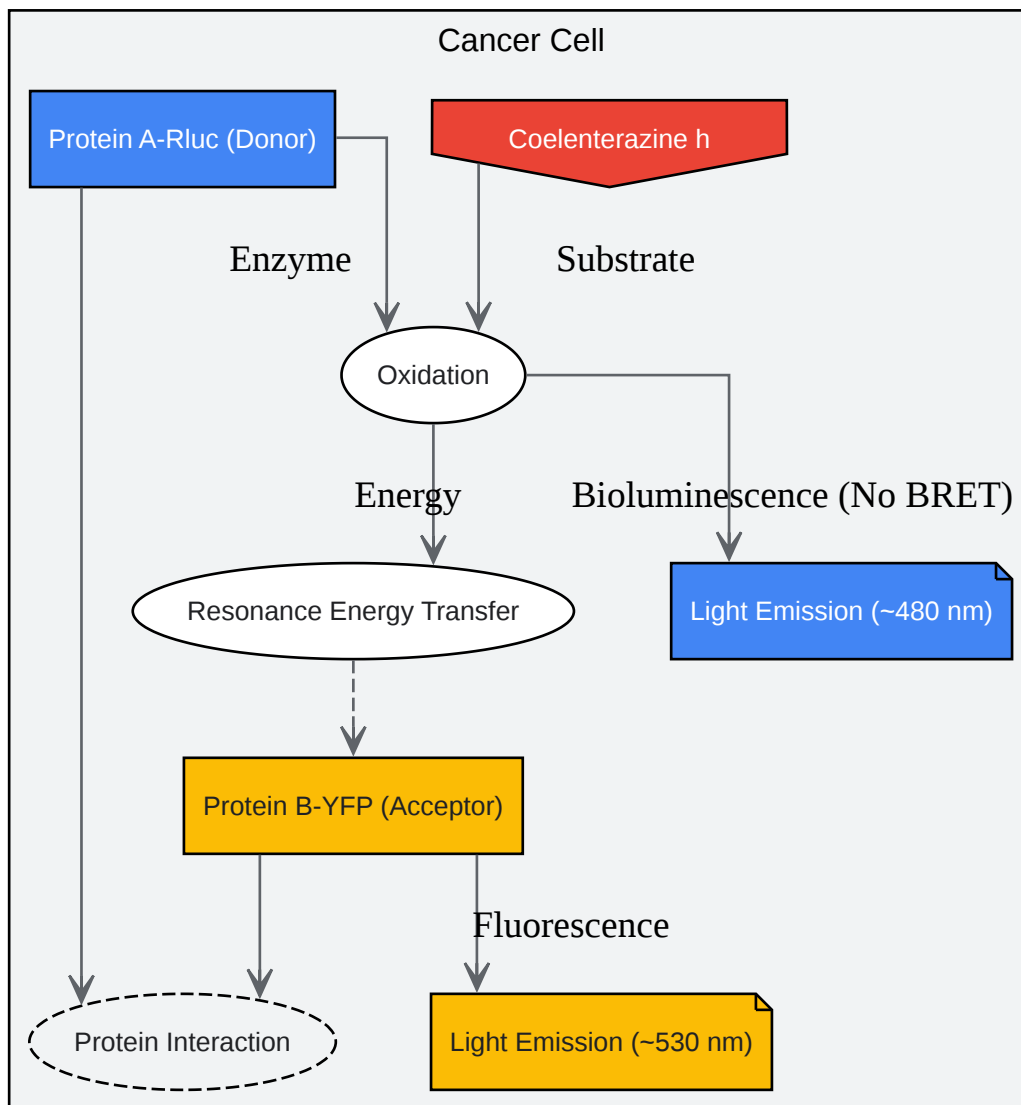 Cancer Cell
Protein A-Rluc (Donor)
Coelenterazine h
Enzyme
Substrate
Oxidation
Energy
Bioluminescence (No BRET)
Resonance Energy Transfer
Light Emission (~480 nm)
Protein B-YFP (Acceptor)
Fluorescence
Protein Interaction
Light Emission (~530 nm)